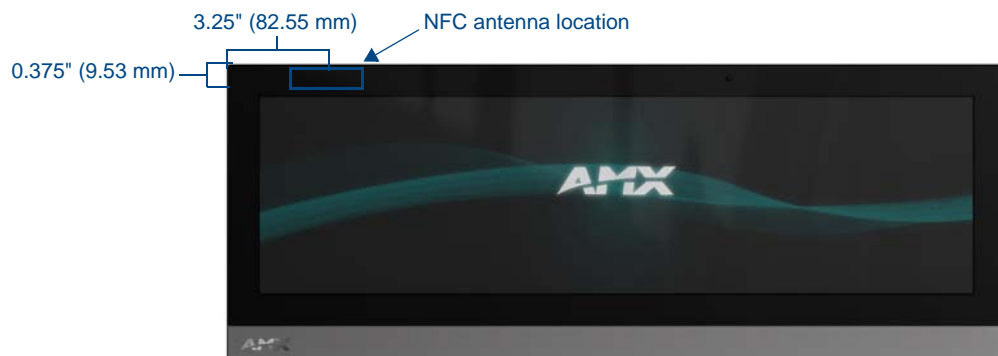 3.25" (82.55 mm)
NFC antenna location
0.375" (9.53 mm)
AMX
AMX